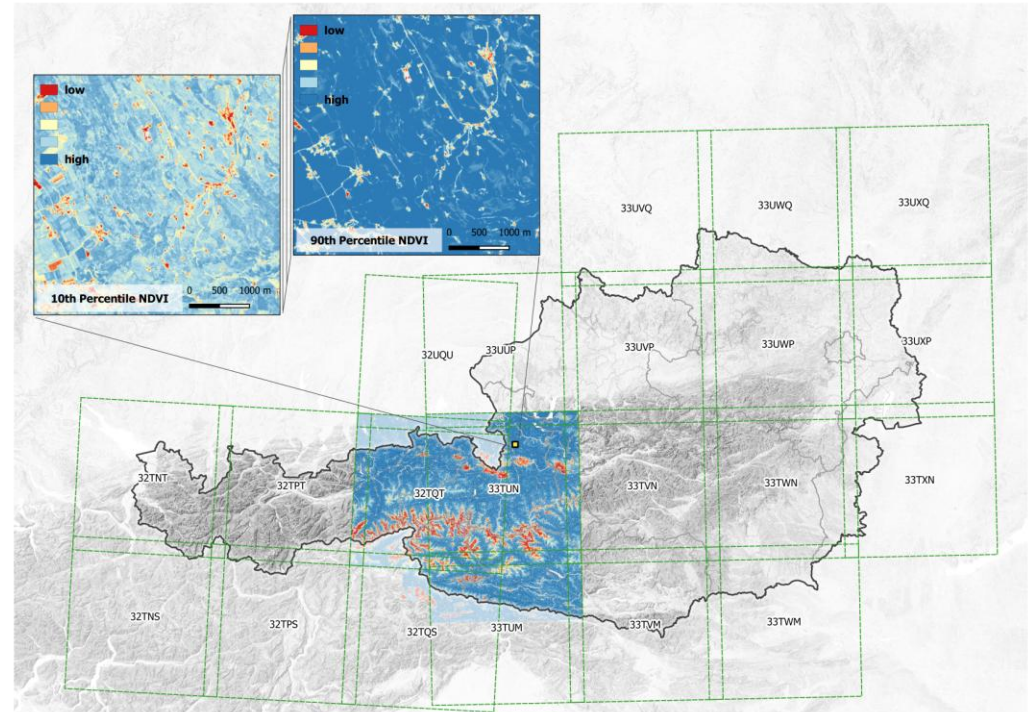 low
high
90th Percentile NDVI
0 500 1000 m
low
high
10th Percentile NDVI
0 500 1000 m
33UVQ
33UWQ
33UXQ
32UQU
33UUP
33UVP
33UWP
33UXP
32TNT
32TPT
32TQT
33TUN
33TVN
33TWN
33TXN
32TNS
32TPS
32TQS
33TUM
33TVM
33TWM